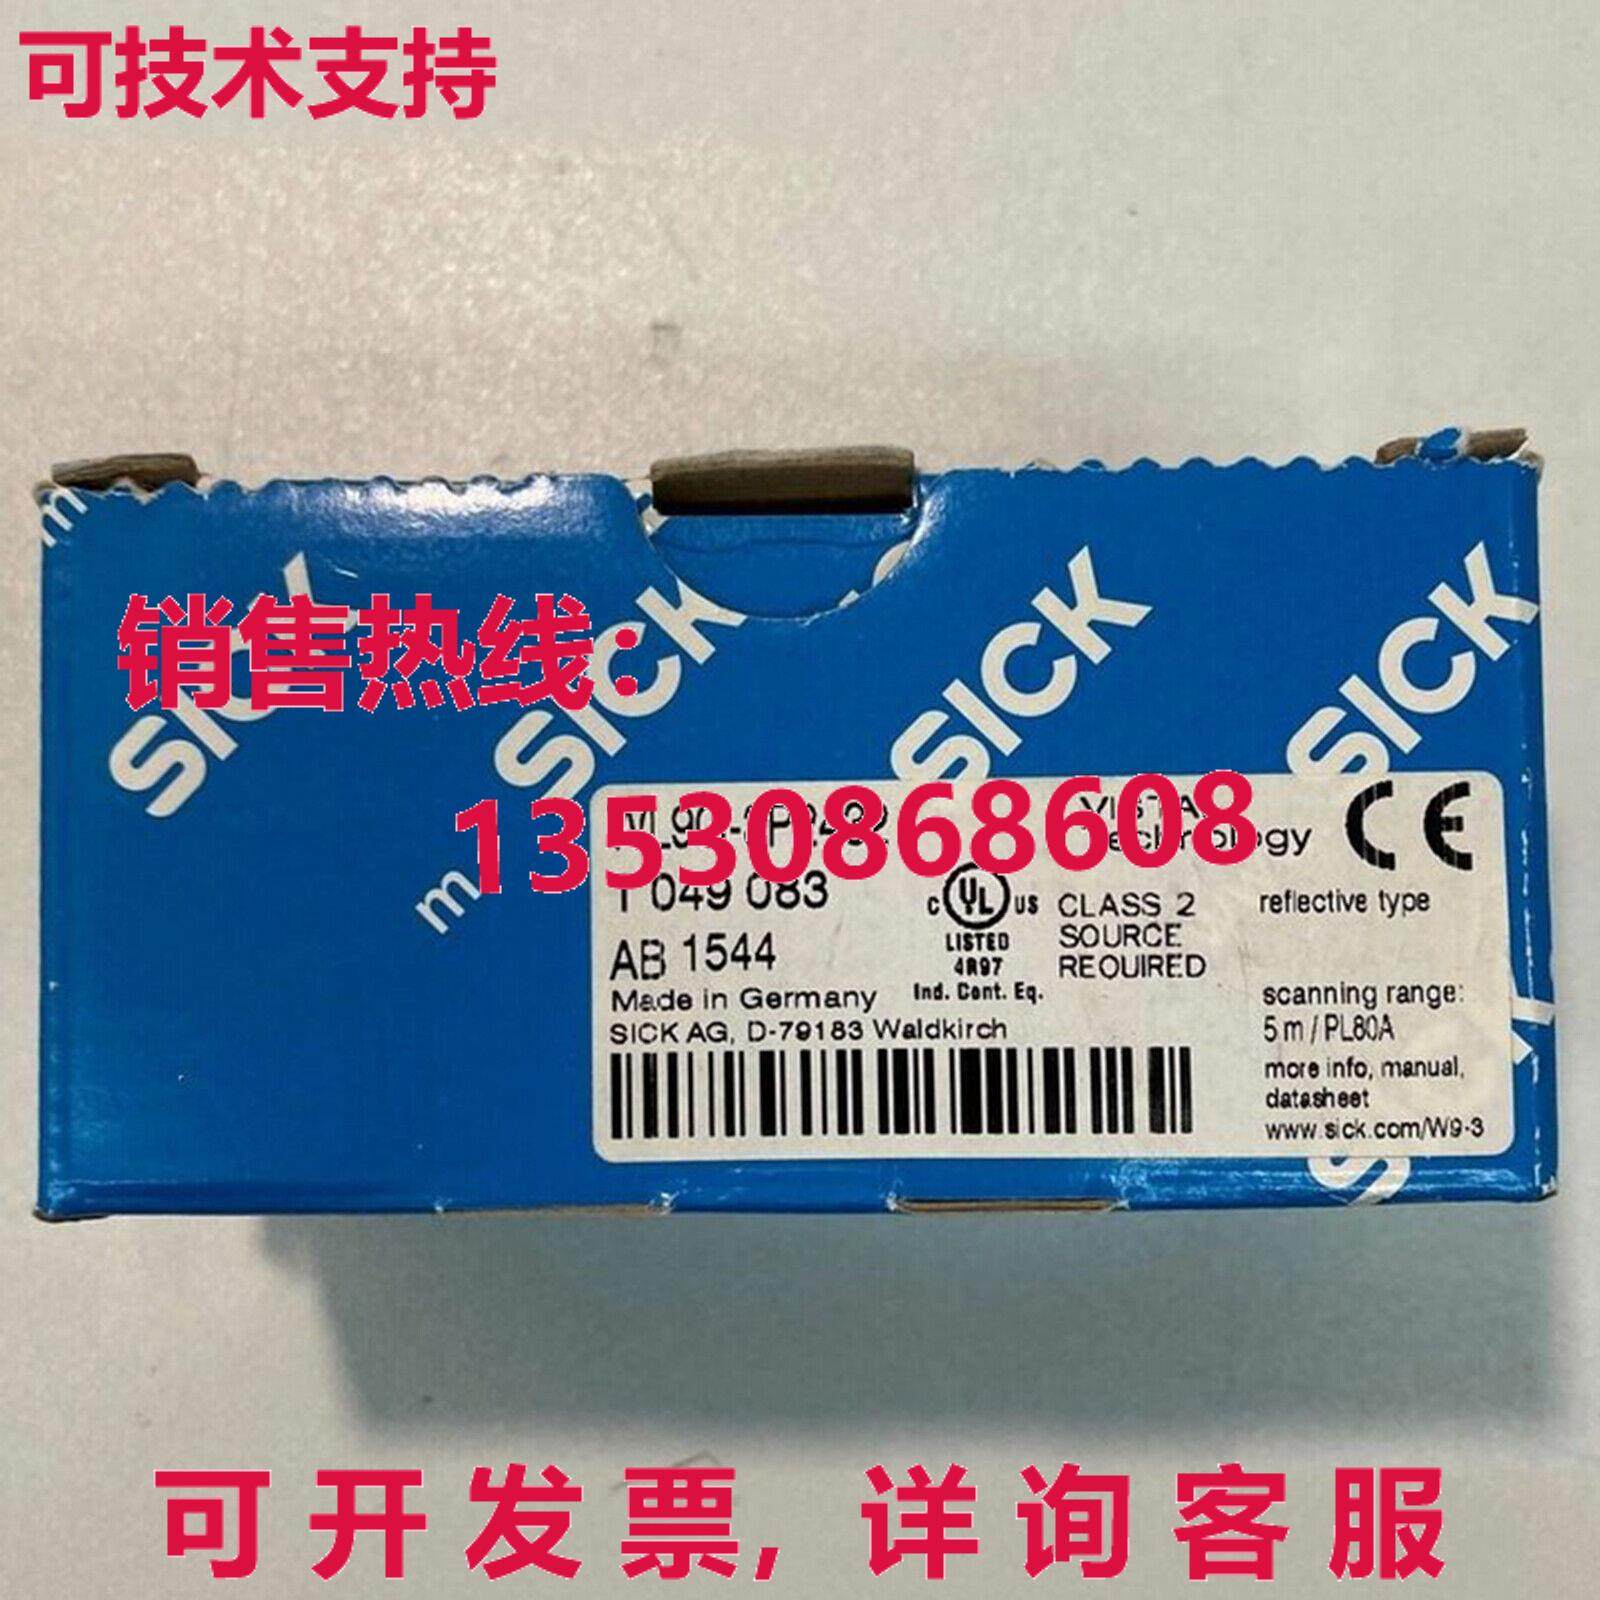 可技术支持
SICK
SICK
SICK
SICK
销售热线:
13530868608
1 049 083
AB 1544
Made in Germany
SICK AG, D-79183 Waldkirch
Technology
C UL US
LISTED
4R97
Ind. Cont. Eq.
CLASS 2
SOURCE
REQUIRED
CE
reflective type
scanning range:
5 m / PL80A
more info, manual,
datasheet
www.sick.com/W9-3
可开发票,详询客服